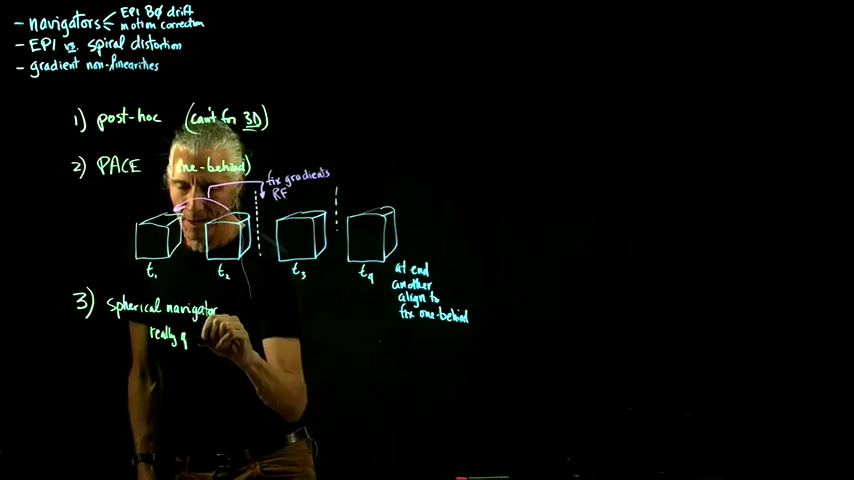 - navigators < EPI BØ drift
motion correction
- EPI vs. spiral distortion
- gradient non-linearities
1) post-hoc (can't for 3D)
2) PACE (one-behind)
fix gradients
RF
t₁ t₂ t₃ t₄
at end
another
align to
fix one-behind
3) spherical navigator
really q